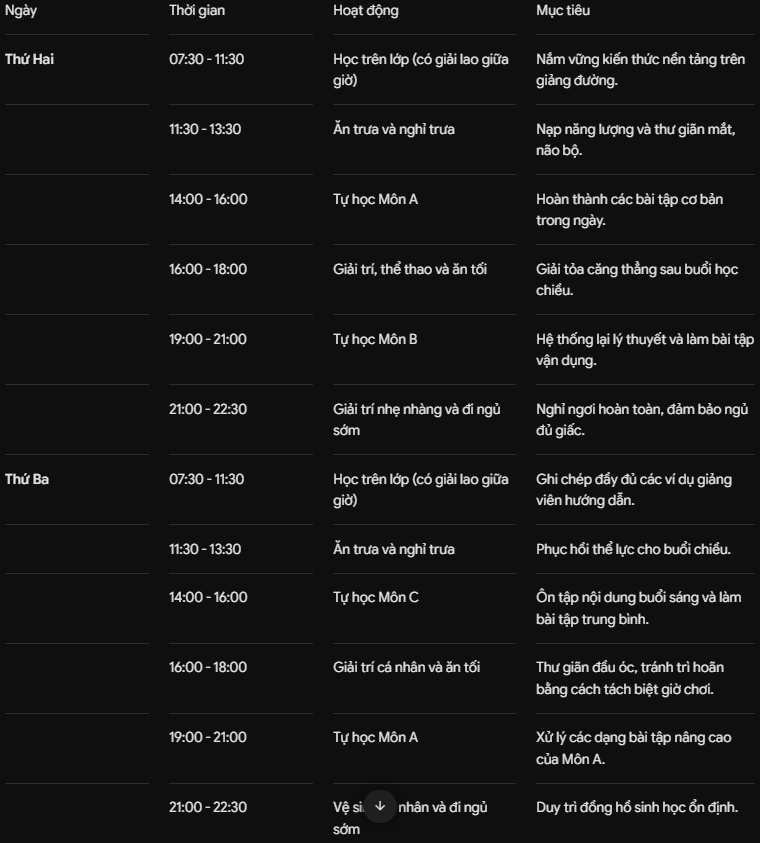 Ngày Thời gian Hoạt động Mục tiêu
Thứ Hai 07:30 - 11:30 Học trên lớp (có giải lao giữa Nắm vững kiến thức nền tảng trên
giờ) giảng đường.
11:30 - 13:30 Ăn trưa và nghỉ trưa Nạp năng lượng và thư giãn mắt,
não bộ.
14:00 - 16:00 Tự học Môn A Hoàn thành các bài tập cơ bản
trong ngày.
16:00 - 18:00 Giải trí, thể thao và ăn tối Giải tỏa căng thẳng sau buổi học
chiều.
19:00 - 21:00 Tự học Môn B Hệ thống lại lý thuyết và làm bài tập
vận dụng.
21:00 - 22:30 Giải trí nhẹ nhàng và đi ngủ Nghỉ ngơi hoàn toàn, đảm bảo ngủ
sớm đủ giấc.
Thứ Ba 07:30 - 11:30 Học trên lớp (có giải lao giữa Ghi chép đầy đủ các ví dụ giảng
giờ) viên hướng dẫn.
11:30 - 13:30 Ăn trưa và nghỉ trưa Phục hồi thể lực cho buổi chiều.
14:00 - 16:00 Tự học Môn C Ôn tập nội dung buổi sáng và làm
bài tập trung bình.
16:00 - 18:00 Giải trí cá nhân và ăn tối Thư giãn đầu óc, tránh trì hoãn
bằng cách tách biệt giờ chơi.
19:00 - 21:00 Tự học Môn A Xử lý các dạng bài tập nâng cao
của Môn A.
21:00 - 22:30 Vệ nhân và đi ngủ Duy trì đồng hồ sinh học ổn định.
sớm